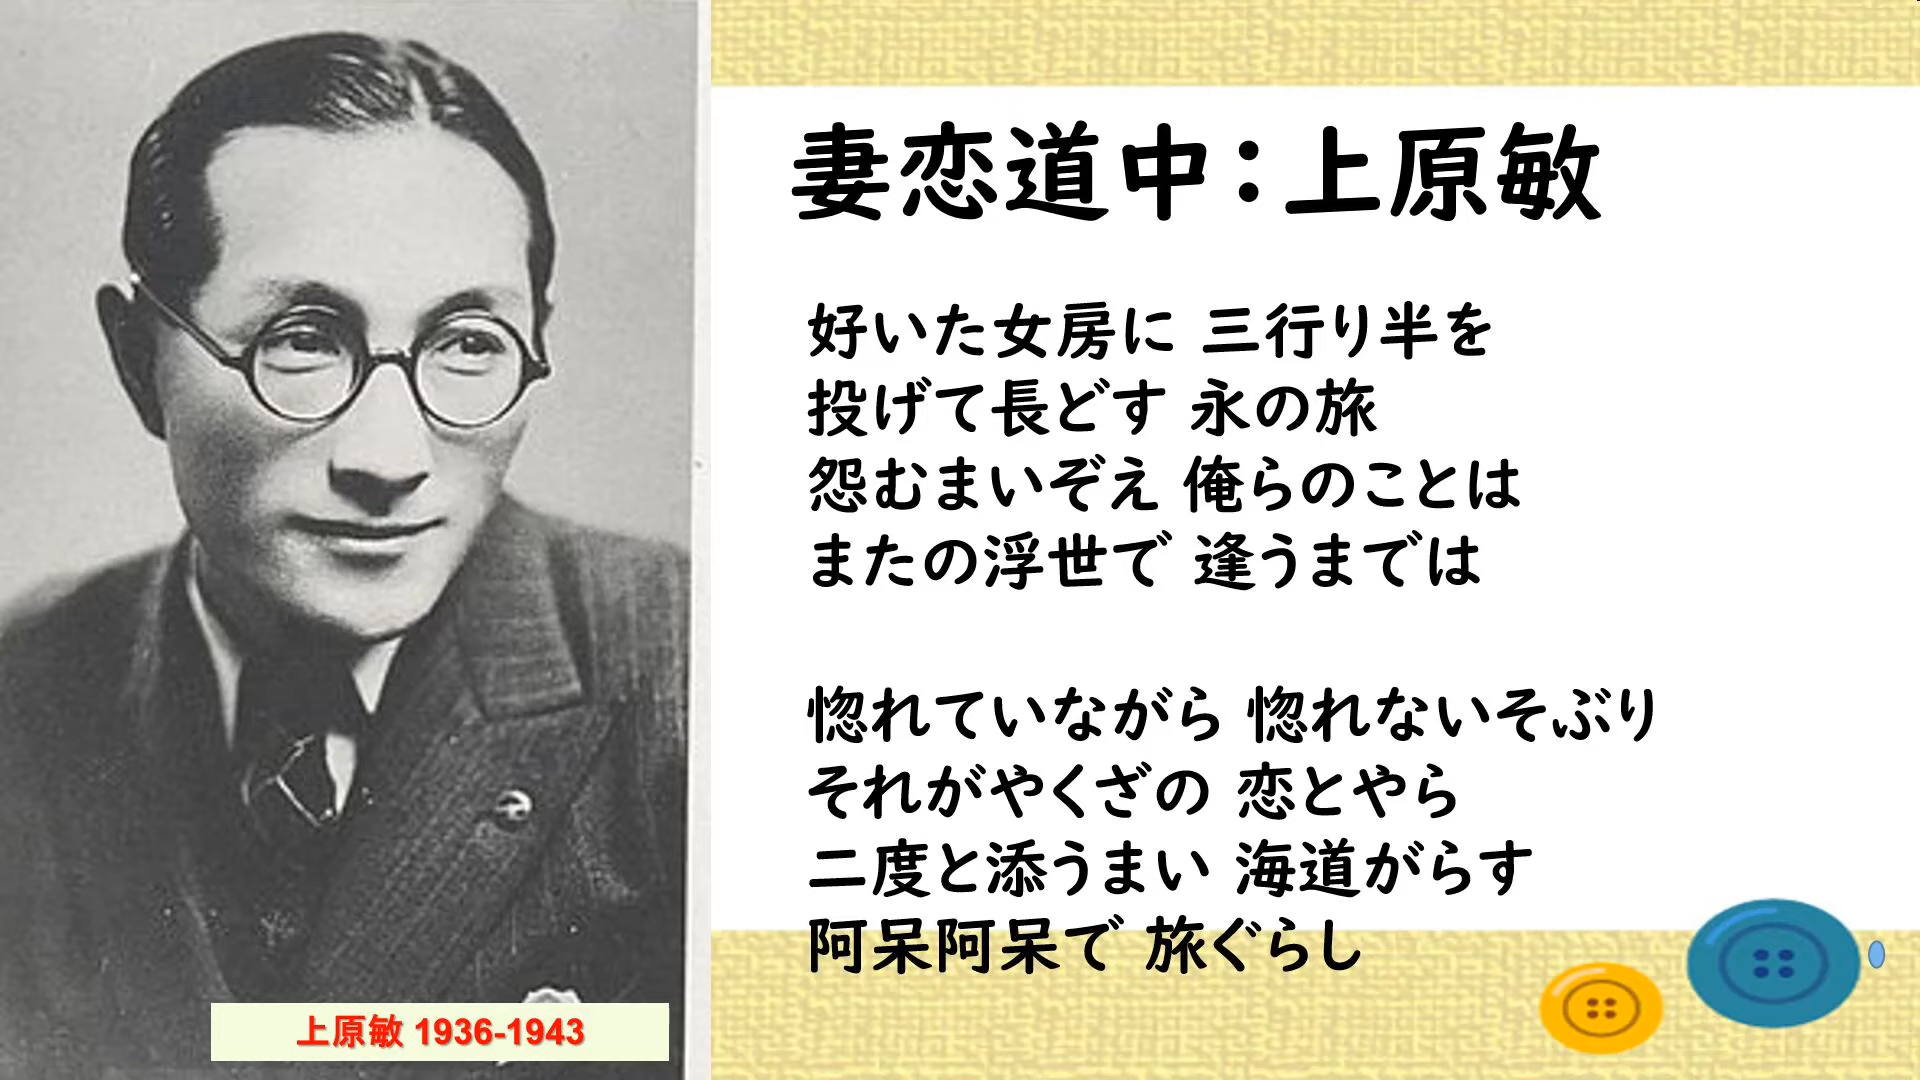 妻恋道中：上原敏
好いた女房に 三行り半を
投げて長どす 永の旅
怨むまいぞえ 俺らのことは
またの浮世で 逢うまでは
惚れていながら 惚れないそぶり
それがやくざの 恋とやら
二度と添うまい 海道がらす
阿呆阿呆で 旅ぐらし
上原敏 1936-1943